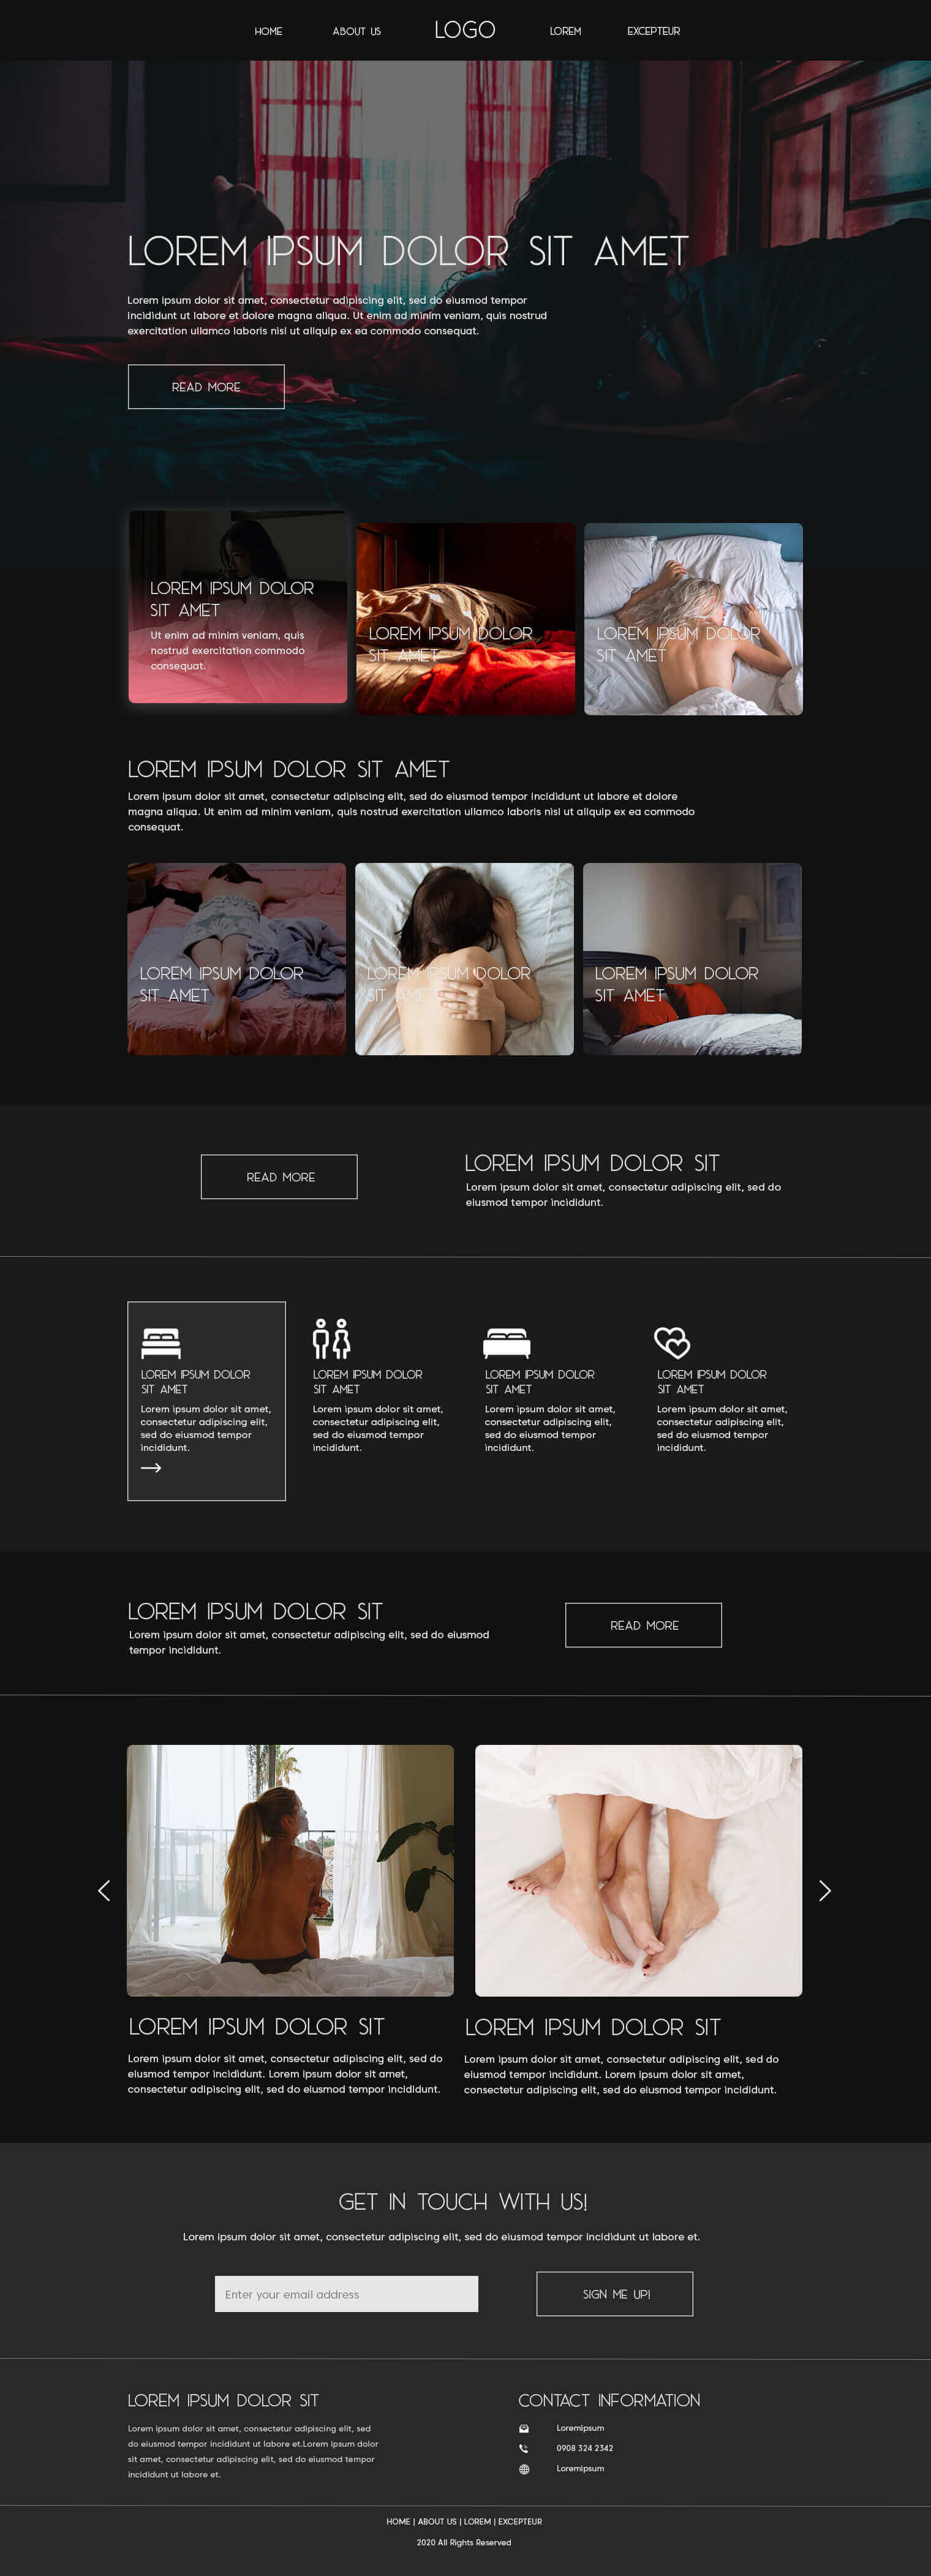 HOME ABOUT US LOGO LOREM EXCEPTEUR
LOREM IPSUM DOLOR SIT AMET
Lorem ipsum dolor sit amet, consectetur adipiscing elit, sed do eiusmod tempor
incididunt ut labore et dolore magna aliqua. Ut enim ad minim veniam, quis nostrud
exercitation ullamco laboris nisi ut aliquip ex ea commodo consequat.
READ MORE
LOREM IPSUM DOLOR
SIT AMET
Ut enim ad minim veniam, quis
nostrud exercitation commodo
consequat.
LOREM IPSUM DOLOR
SIT AMET
LOREM IPSUM DOLOR
SIT AMET
LOREM IPSUM DOLOR SIT AMET
Lorem ipsum dolor sit amet, consectetur adipiscing elit, sed do eiusmod tempor incididunt ut labore et dolore
magna aliqua. Ut enim ad minim veniam, quis nostrud exercitation ullamco laboris nisi ut aliquip ex ea commodo
consequat.
LOREM IPSUM DOLOR
SIT AMET
LOREM IPSUM DOLOR
SIT AMET
LOREM IPSUM DOLOR
SIT AMET
READ MORE
LOREM IPSUM DOLOR SIT
Lorem ipsum dolor sit amet, consectetur adipiscing elit, sed do
eiusmod tempor incididunt.
LOREM IPSUM DOLOR
SIT AMET
Lorem ipsum dolor sit amet,
consectetur adipiscing elit,
sed do eiusmod tempor
incididunt.
LOREM IPSUM DOLOR
SIT AMET
Lorem ipsum dolor sit amet,
consectetur adipiscing elit,
sed do eiusmod tempor
incididunt.
LOREM IPSUM DOLOR
SIT AMET
Lorem ipsum dolor sit amet,
consectetur adipiscing elit,
sed do eiusmod tempor
incididunt.
LOREM IPSUM DOLOR
SIT AMET
Lorem ipsum dolor sit amet,
consectetur adipiscing elit,
sed do eiusmod tempor
incididunt.
LOREM IPSUM DOLOR SIT
Lorem ipsum dolor sit amet, consectetur adipiscing elit, sed do eiusmod
tempor incididunt.
READ MORE
LOREM IPSUM DOLOR SIT
Lorem ipsum dolor sit amet, consectetur adipiscing elit, sed do
eiusmod tempor incididunt. Lorem ipsum dolor sit amet,
consectetur adipiscing elit, sed do eiusmod tempor incididunt.
LOREM IPSUM DOLOR SIT
Lorem ipsum dolor sit amet, consectetur adipiscing elit, sed do
eiusmod tempor incididunt. Lorem ipsum dolor sit amet,
consectetur adipiscing elit, sed do eiusmod tempor incididunt.
GET IN TOUCH WITH US!
Lorem ipsum dolor sit amet, consectetur adipiscing elit, sed do eiusmod tempor incididunt ut labore et.
Enter your email address
SIGN ME UP!
LOREM IPSUM DOLOR SIT
Lorem ipsum dolor sit amet, consectetur adipiscing elit, sed
do eiusmod tempor incididunt ut labore et.Lorem ipsum dolor
sit amet, consectetur adipiscing elit, sed do eiusmod tempor
incididunt ut labore et.
CONTACT INFORMATION
Loremipsum
0908 324 2342
Loremipsum
HOME | ABOUT US | LOREM | EXCEPTEUR
2020 All Rights Reserved